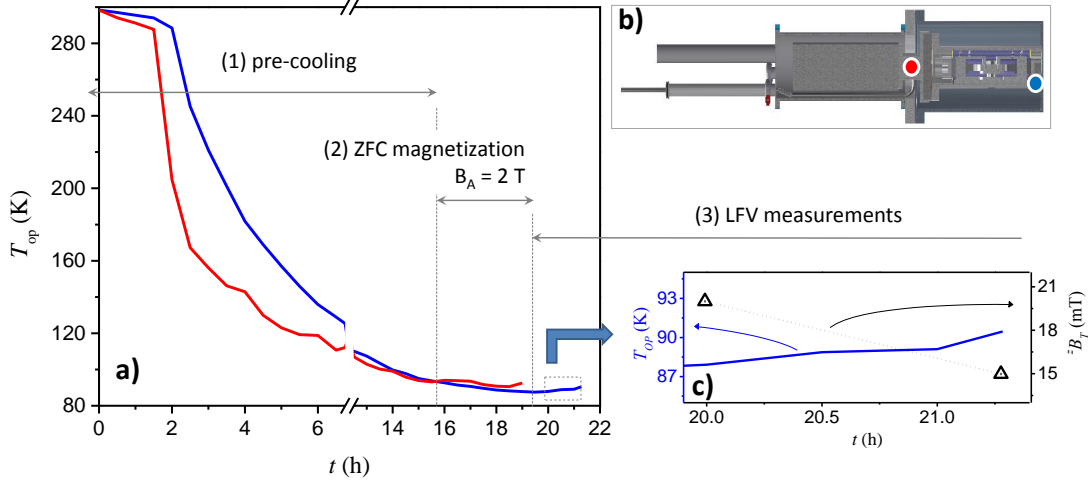 (1) pre-cooling
(2) ZFC magnetization
B_A = 2 T
(3) LFV measurements
a)
b)
c)
T_op (K)
280
240
200
160
120
80
0 2 4 6 14 16 18 20 22
t (h)
T_OP (K)
93
90
87
20.0 20.5 21.0
t (h)
21
18
15
zB_T (mT)